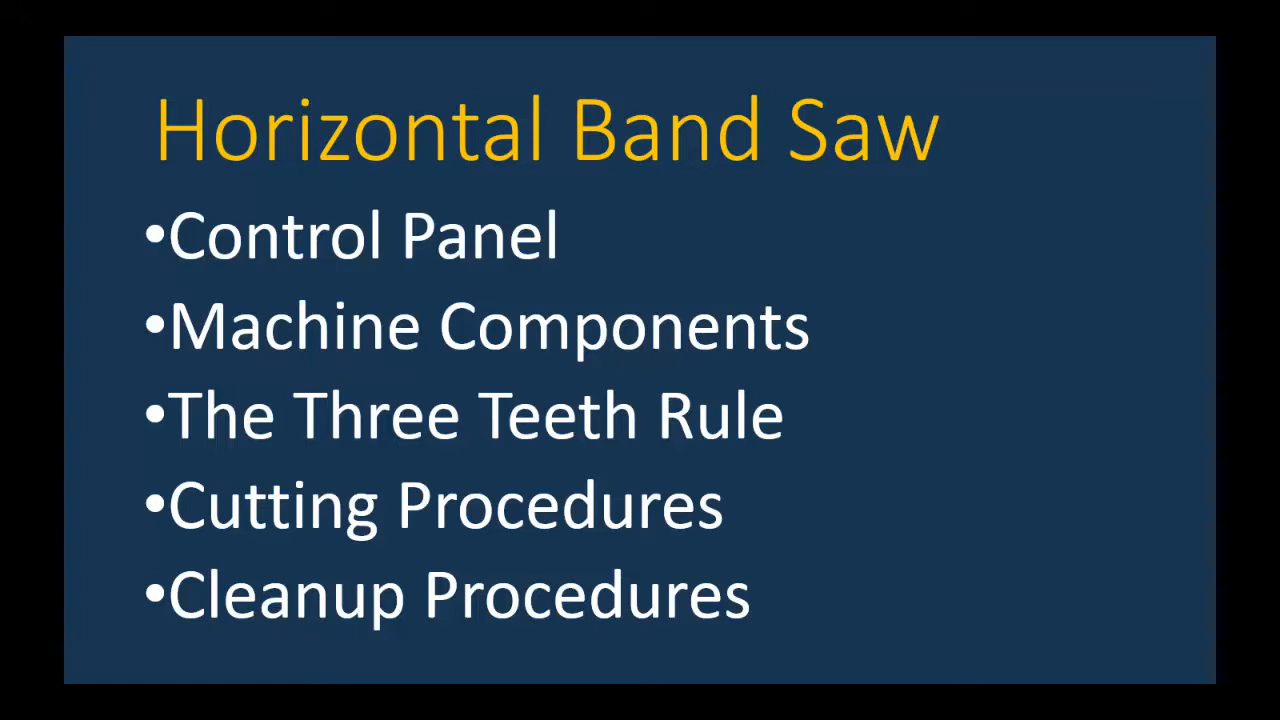 Horizontal Band Saw
•Control Panel
•Machine Components
•The Three Teeth Rule
•Cutting Procedures
•Cleanup Procedures